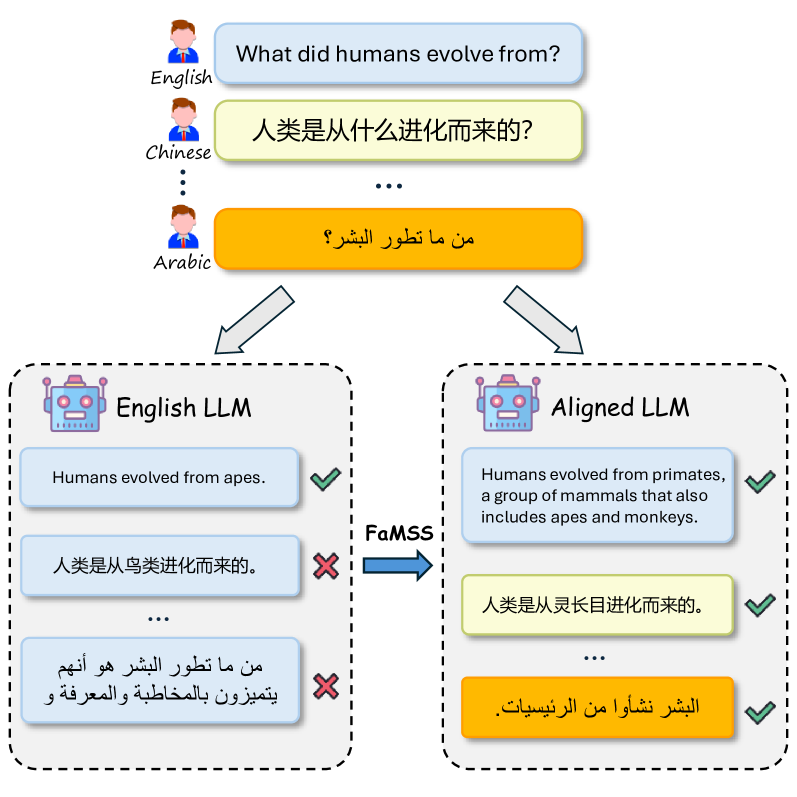 What did humans evolve from?
English
人类是从什么进化而来的？
Chinese
...
من ما تطور البشر؟
Arabic
English LLM
Humans evolved from apes.
人类是从鸟类进化而来的。
...
من ما تطور البشر هو أنهم
يتميزون بالمخاطبة والمعرفة و
FaMSS
Aligned LLM
Humans evolved from primates,
a group of mammals that also
includes apes and monkeys.
人类是从灵长目进化而来的。
...
البشر نشأوا من الرئيسيات.